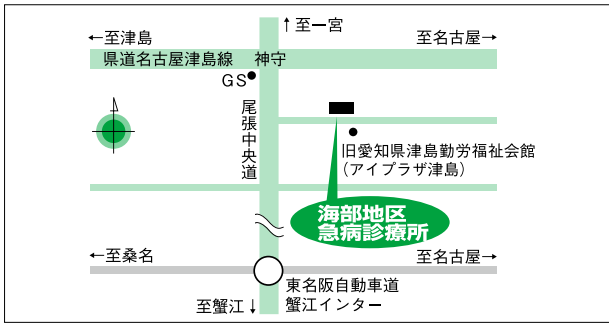 ↑至一宮
←至津島
至名古屋→
県道名古屋津島線 神守
GS
尾張中央道
旧愛知県津島勤労福祉会館
(アイプラザ津島)
海部地区
急病診療所
←至桑名
至名古屋→
東名阪自動車道
蟹江インター
至蟹江↓